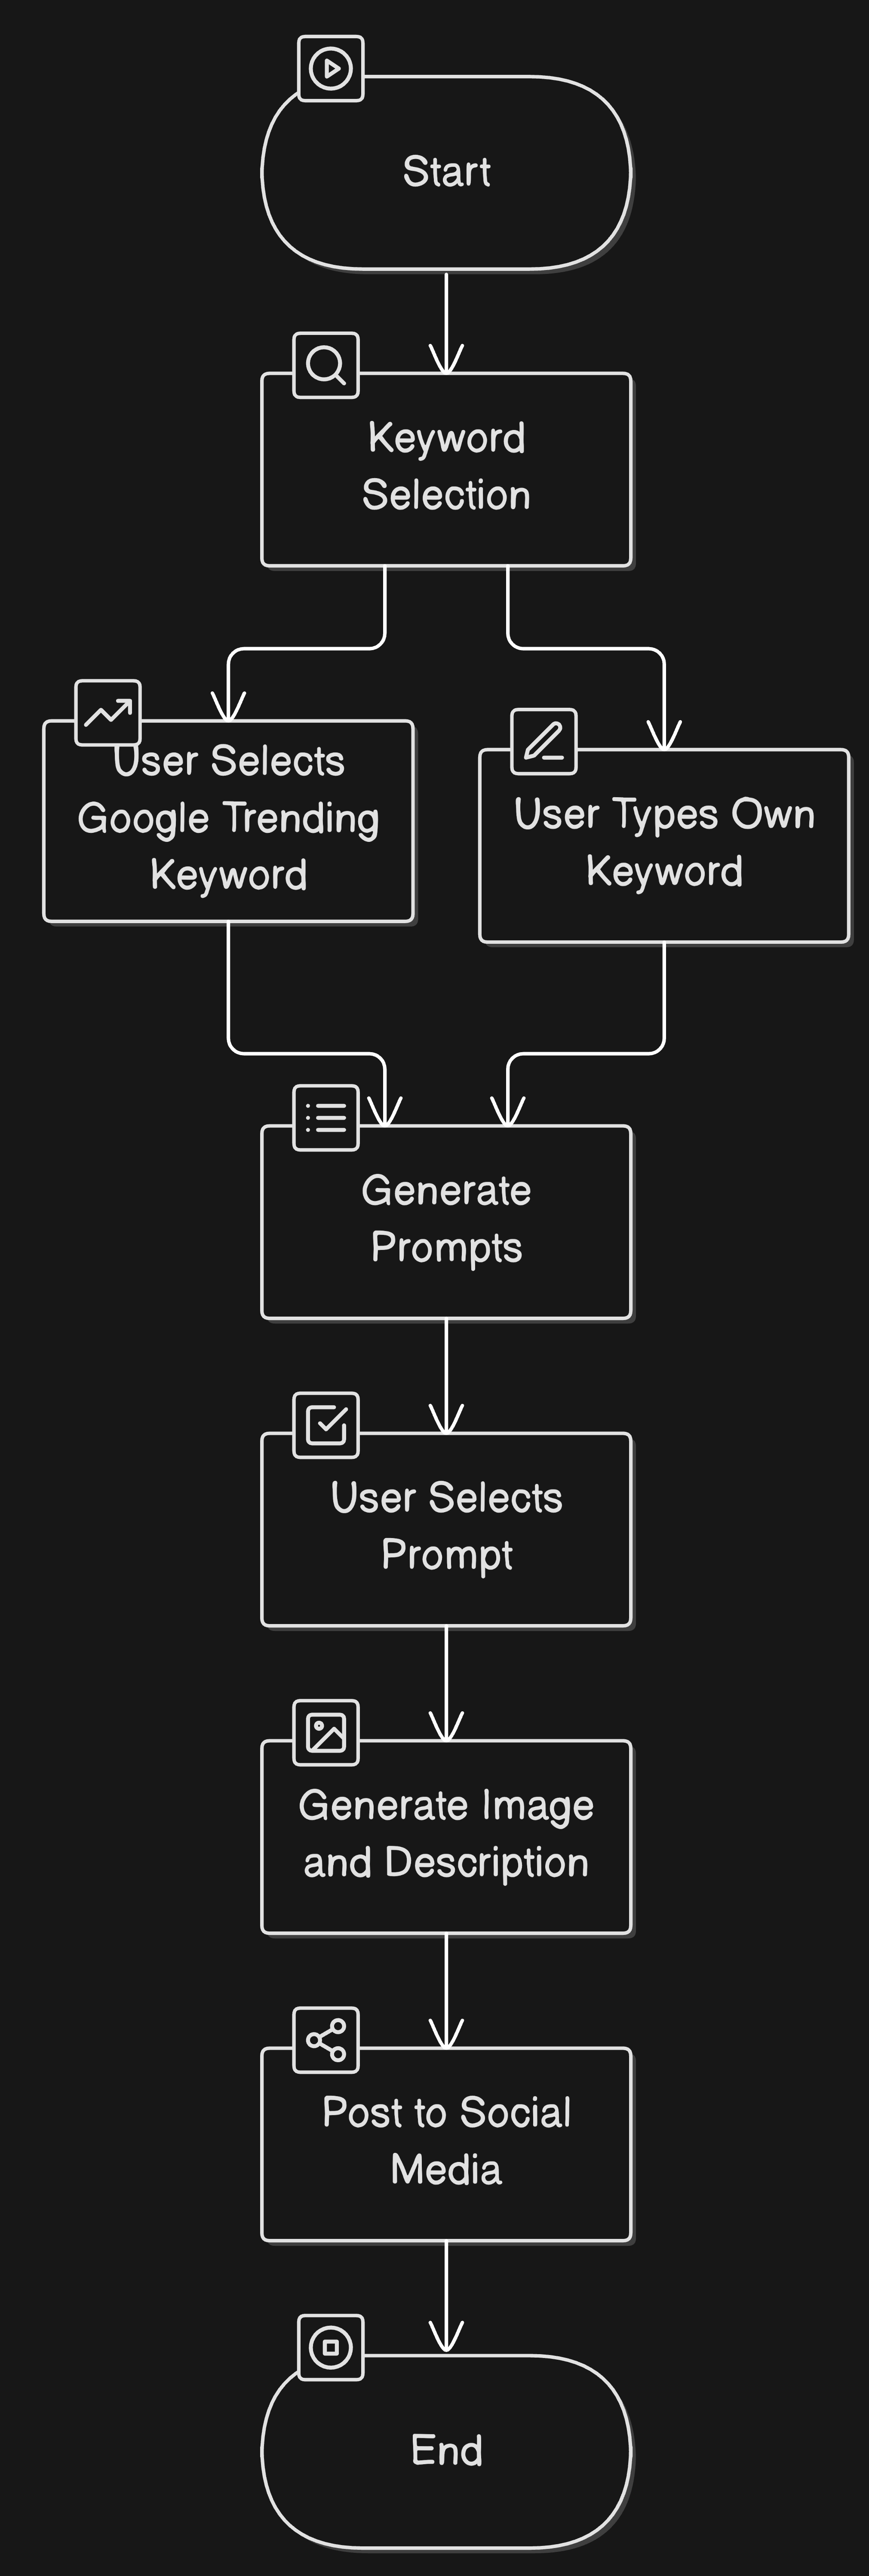 Start
Keyword
Selection
User Selects
Google Trending
Keyword
User Types Own
Keyword
Generate
Prompts
User Selects
Prompt
Generate Image
and Description
Post to Social
Media
End